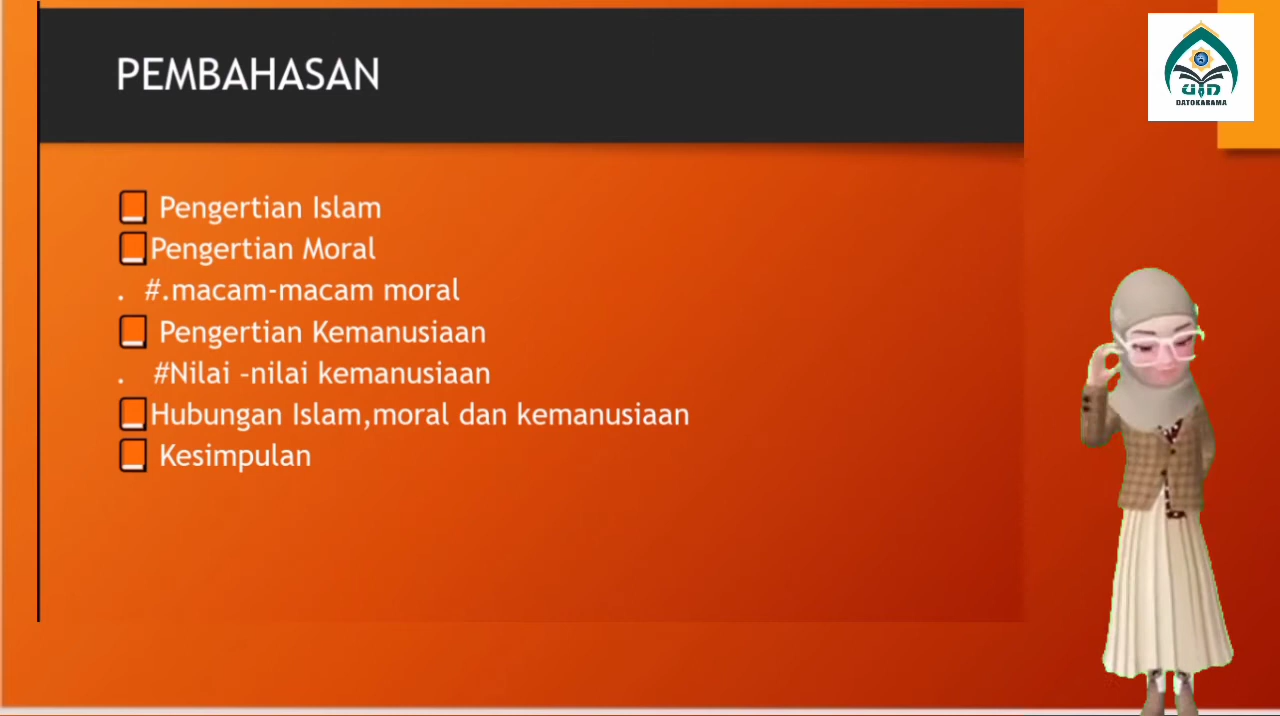 PEMBAHASAN
UIN
DATOKARAMA
Pengertian Islam
Pengertian Moral
. #.macam-macam moral
Pengertian Kemanusiaan
. #Nilai -nilai kemanusiaan
Hubungan Islam,moral dan kemanusiaan
Kesimpulan